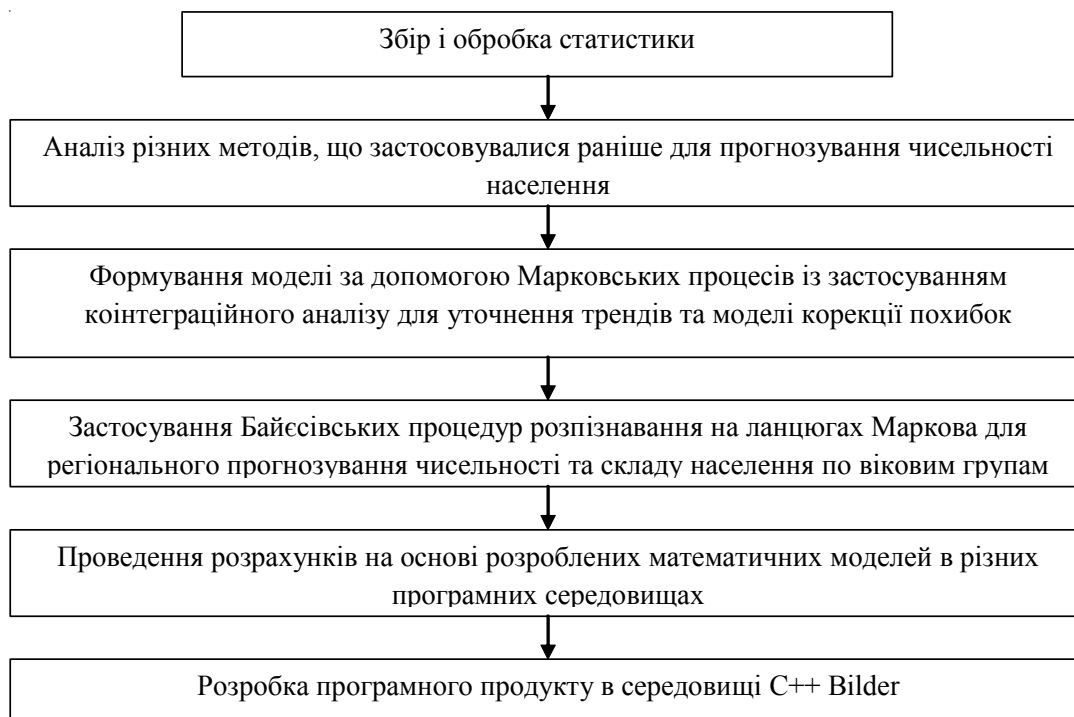 Збір і обробка статистики
Аналіз різних методів, що застосовувалися раніше для прогнозування чисельності
населення
Формування моделі за допомогою Марковських процесів із застосуванням
коінтеграційного аналізу для уточнення трендів та моделі корекції похибок
Застосування Байєсівських процедур розпізнавання на ланцюгах Маркова для
регіонального прогнозування чисельності та складу населення по віковим групам
Проведення розрахунків на основі розроблених математичних моделей в різних
програмних середовищах
Розробка програмного продукту в середовищі C++ Bilder